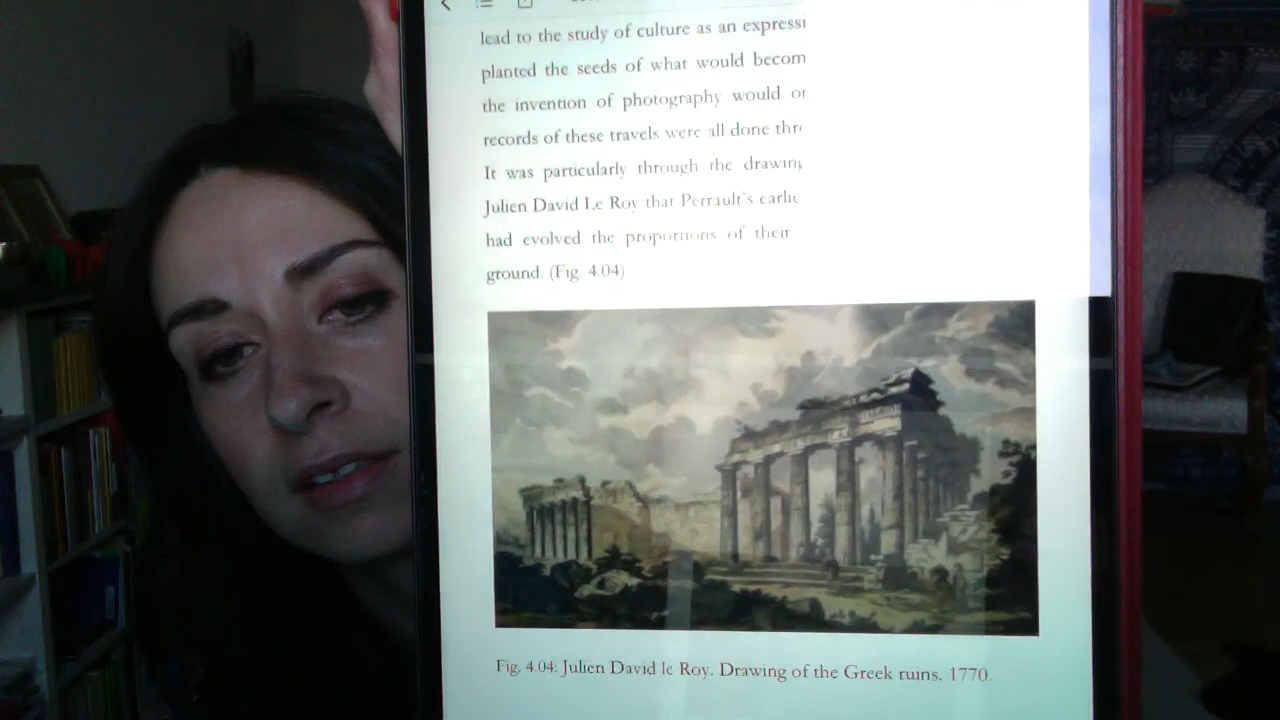 lead to the study of culture as an expressi
planted the seeds of what would becom
the invention of photography would or
records of these travels were all done thr
It was particularly through the drawing
Julien David Le Roy that Perrault's earlie
had evolved the proportions of their
ground. (Fig. 4.04)
Fig. 4.04: Julien David le Roy. Drawing of the Greek ruins. 1770.